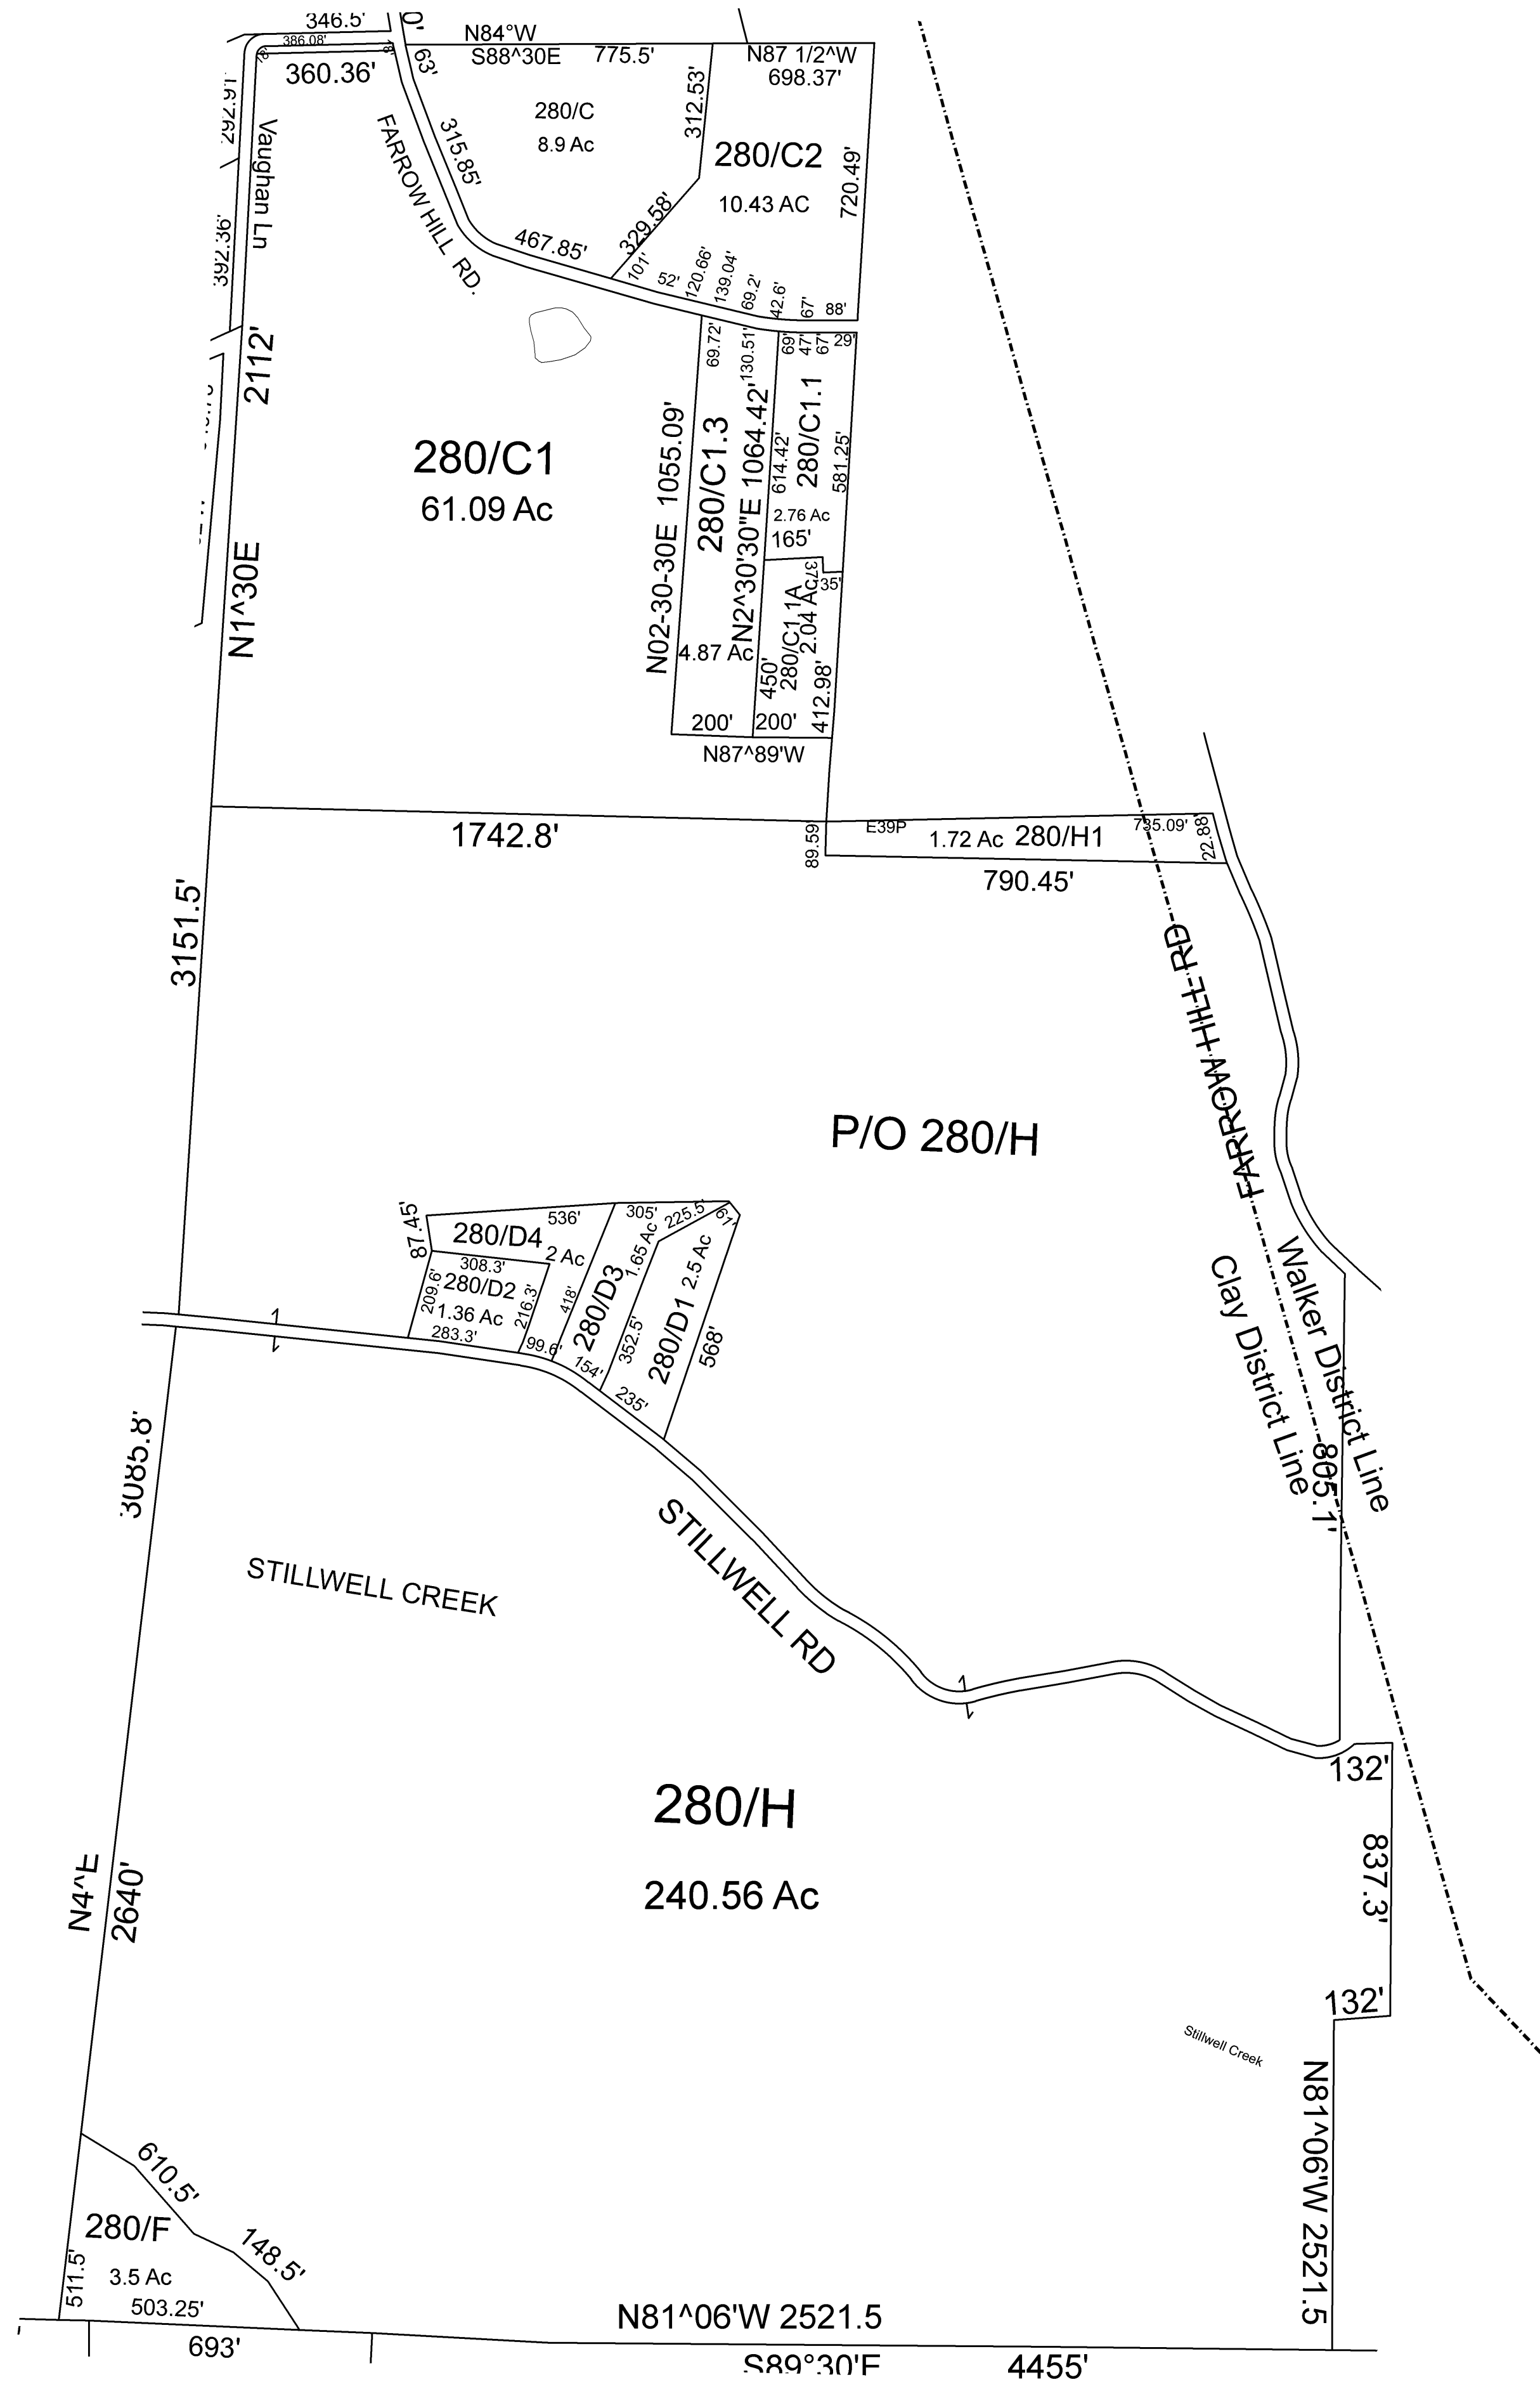 346.5'
386.08'
18'
18'
360.36'
0'
63'
N84°W
S88^30E 775.5'
N87 1/2^W
698.37'
280/C
8.9 Ac
312.53'
280/C2
10.43 AC
720.49'
292.91'
Vaughan Ln
392.36'
FARROW HILL RD.
315.85'
467.85'
329.58'
101'
52'
120.66'
139.04'
69.2'
42.6'
67'
88'
2112'
69.72'
130.51'
69'
47'
67'
29'
280/C1
61.09 Ac
N1^30E
N02-30-30E 1055.09'
280/C1.3
4.87 Ac
200'
N2^30'30"E 1064.42'
614.42'
280/C1.1
581.25'
2.76 Ac
165'
37'
35'
280/C1.1A
2.04 Ac
450'
412.98'
200'
N87^89'W
1742.8'
89.59'
E39P
1.72 Ac 280/H1
735.09'
22.88'
790.45'
3151.5'
FARROW HILL RD
P/O 280/H
87.45'
280/D4
536'
2 Ac
305'
225.5'
61'
308.3'
280/D2
1.36 Ac
209.6'
216.3'
283.3'
99.6'
418'
280/D3
1.65 Ac
154'
352.5'
280/D1 2.5 Ac
235'
568'
Walker District Line
Clay District Line
805.1'
3085.8'
STILLWELL CREEK
STILLWELL RD
132'
280/H
240.56 Ac
837.3'
N4^E
2640'
132'
Stillwell Creek
N81^06'W 2521.5
610.5'
280/F
3.5 Ac
148.5'
511.5'
503.25'
693'
N81^06'W 2521.5
S89°30'E 4455'